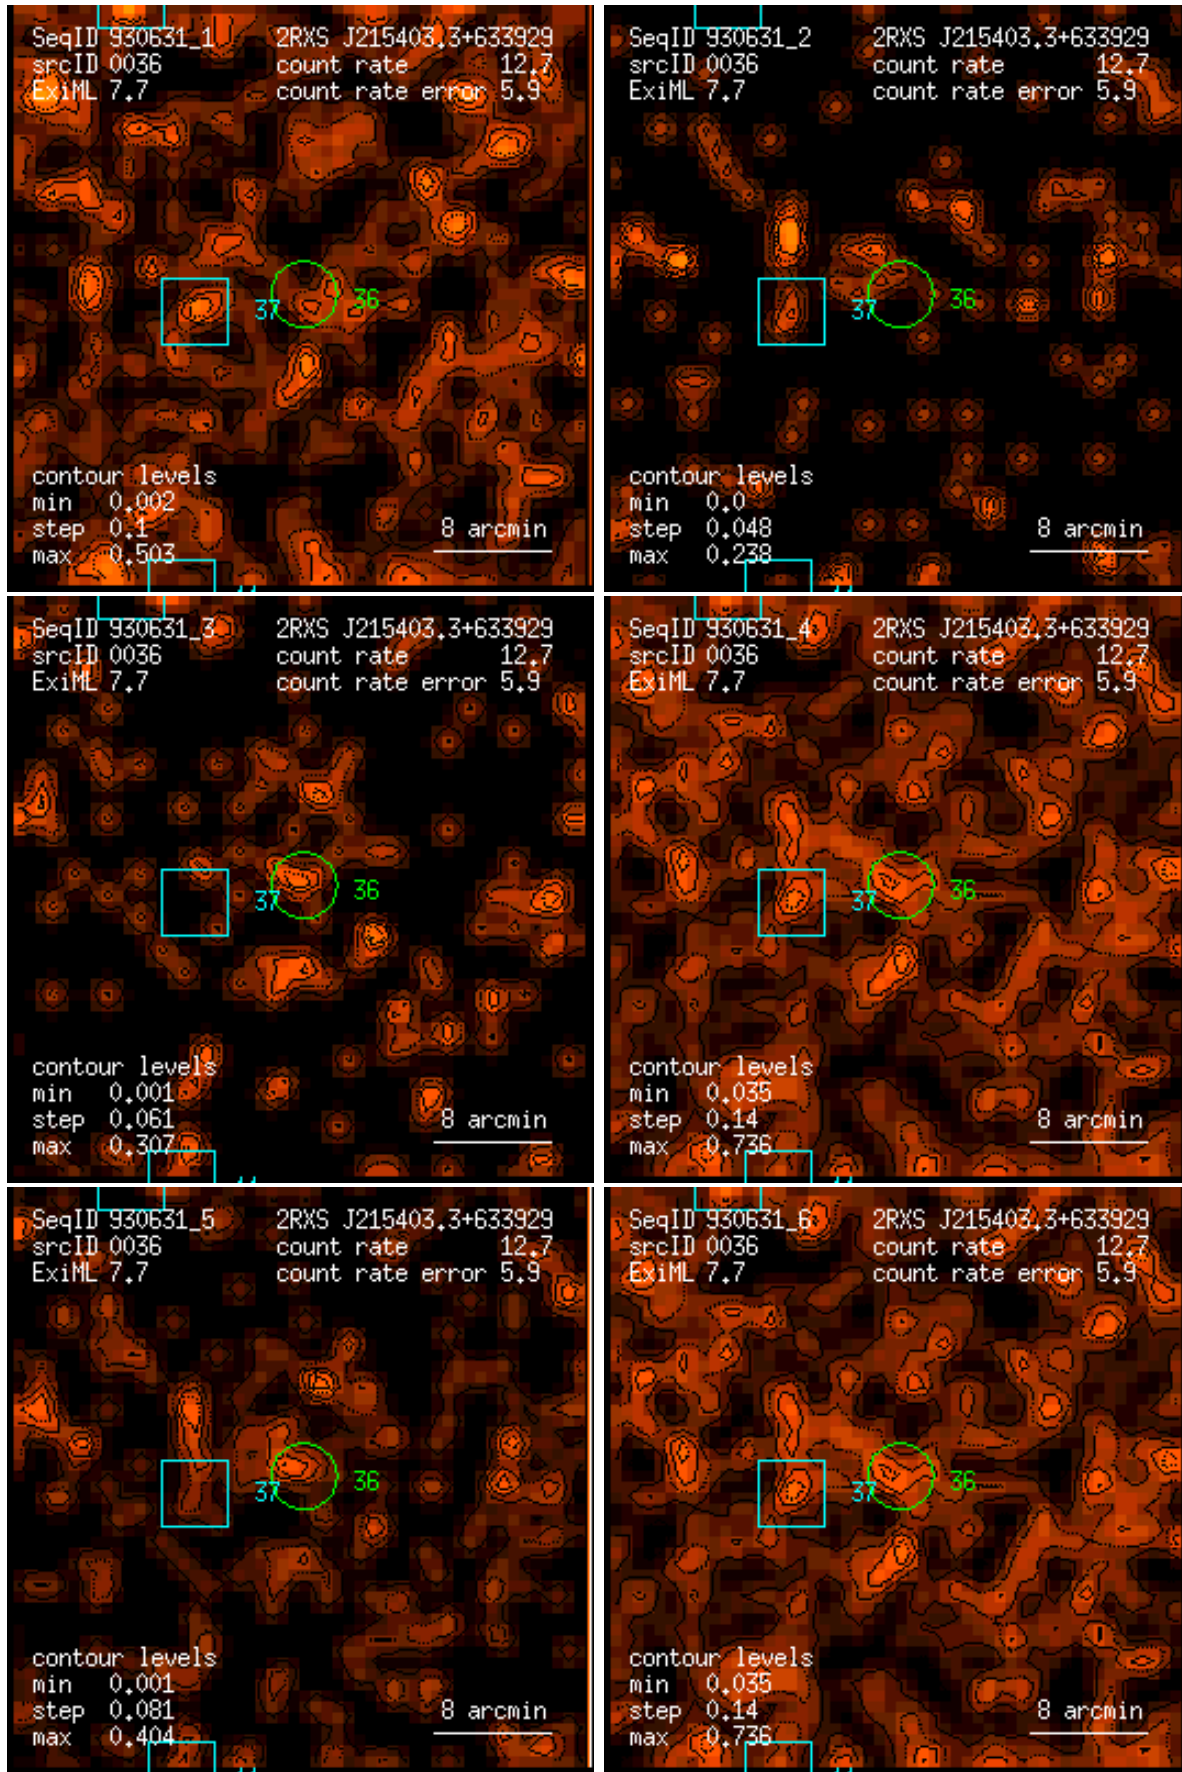 SeqID 930631_1 2RXS J215403.3+633929
srcID 0036 count rate 12.7
ExiML 7.7 count rate error 5.9
37 36
contour levels
min 0.002
step 0.1
max 0.503
8 arcmin
SeqID 930631_2 2RXS J215403.3+633929
srcID 0036 count rate 12.7
ExiML 7.7 count rate error 5.9
37 36
contour levels
min 0.0
step 0.048
max 0.238
8 arcmin
SeqID 930631_3 2RXS J215403.3+633929
srcID 0036 count rate 12.7
ExiML 7.7 count rate error 5.9
37 36
contour levels
min 0.001
step 0.061
max 0.307
8 arcmin
SeqID 930631_4 2RXS J215403.3+633929
srcID 0036 count rate 12.7
ExiML 7.7 count rate error 5.9
37 36
contour levels
min 0.035
step 0.14
max 0.736
8 arcmin
SeqID 930631_5 2RXS J215403.3+633929
srcID 0036 count rate 12.7
ExiML 7.7 count rate error 5.9
37 36
contour levels
min 0.001
step 0.081
max 0.404
8 arcmin
SeqID 930631_6 2RXS J215403.3+633929
srcID 0036 count rate 12.7
ExiML 7.7 count rate error 5.9
37 36
contour levels
min 0.035
step 0.14
max 0.736
8 arcmin